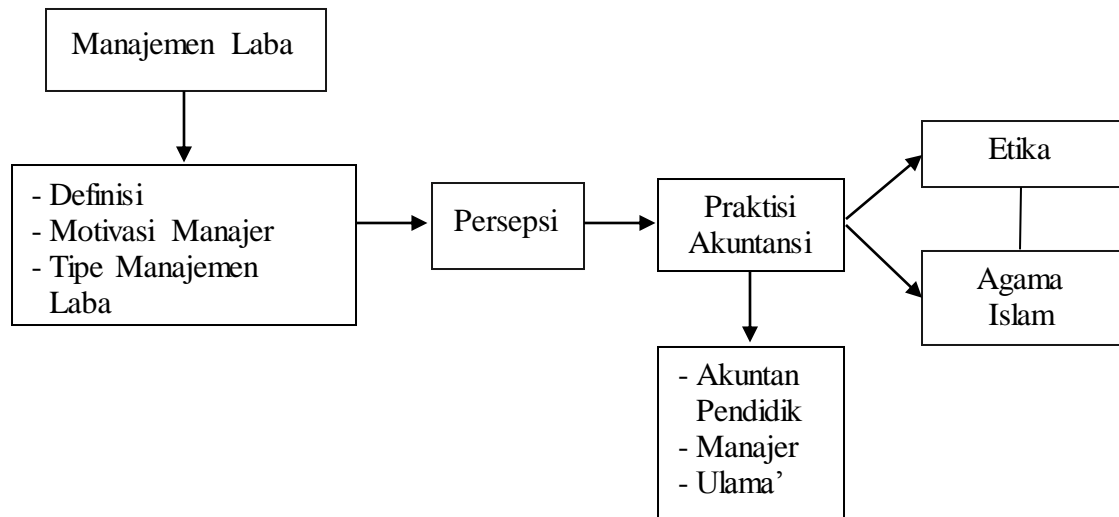 Manajemen Laba
- Definisi
- Motivasi Manajer
- Tipe Manajemen
Laba
Persepsi
Praktisi
Akuntansi
Etika
Agama
Islam
- Akuntan
Pendidik
- Manajer
- Ulama’